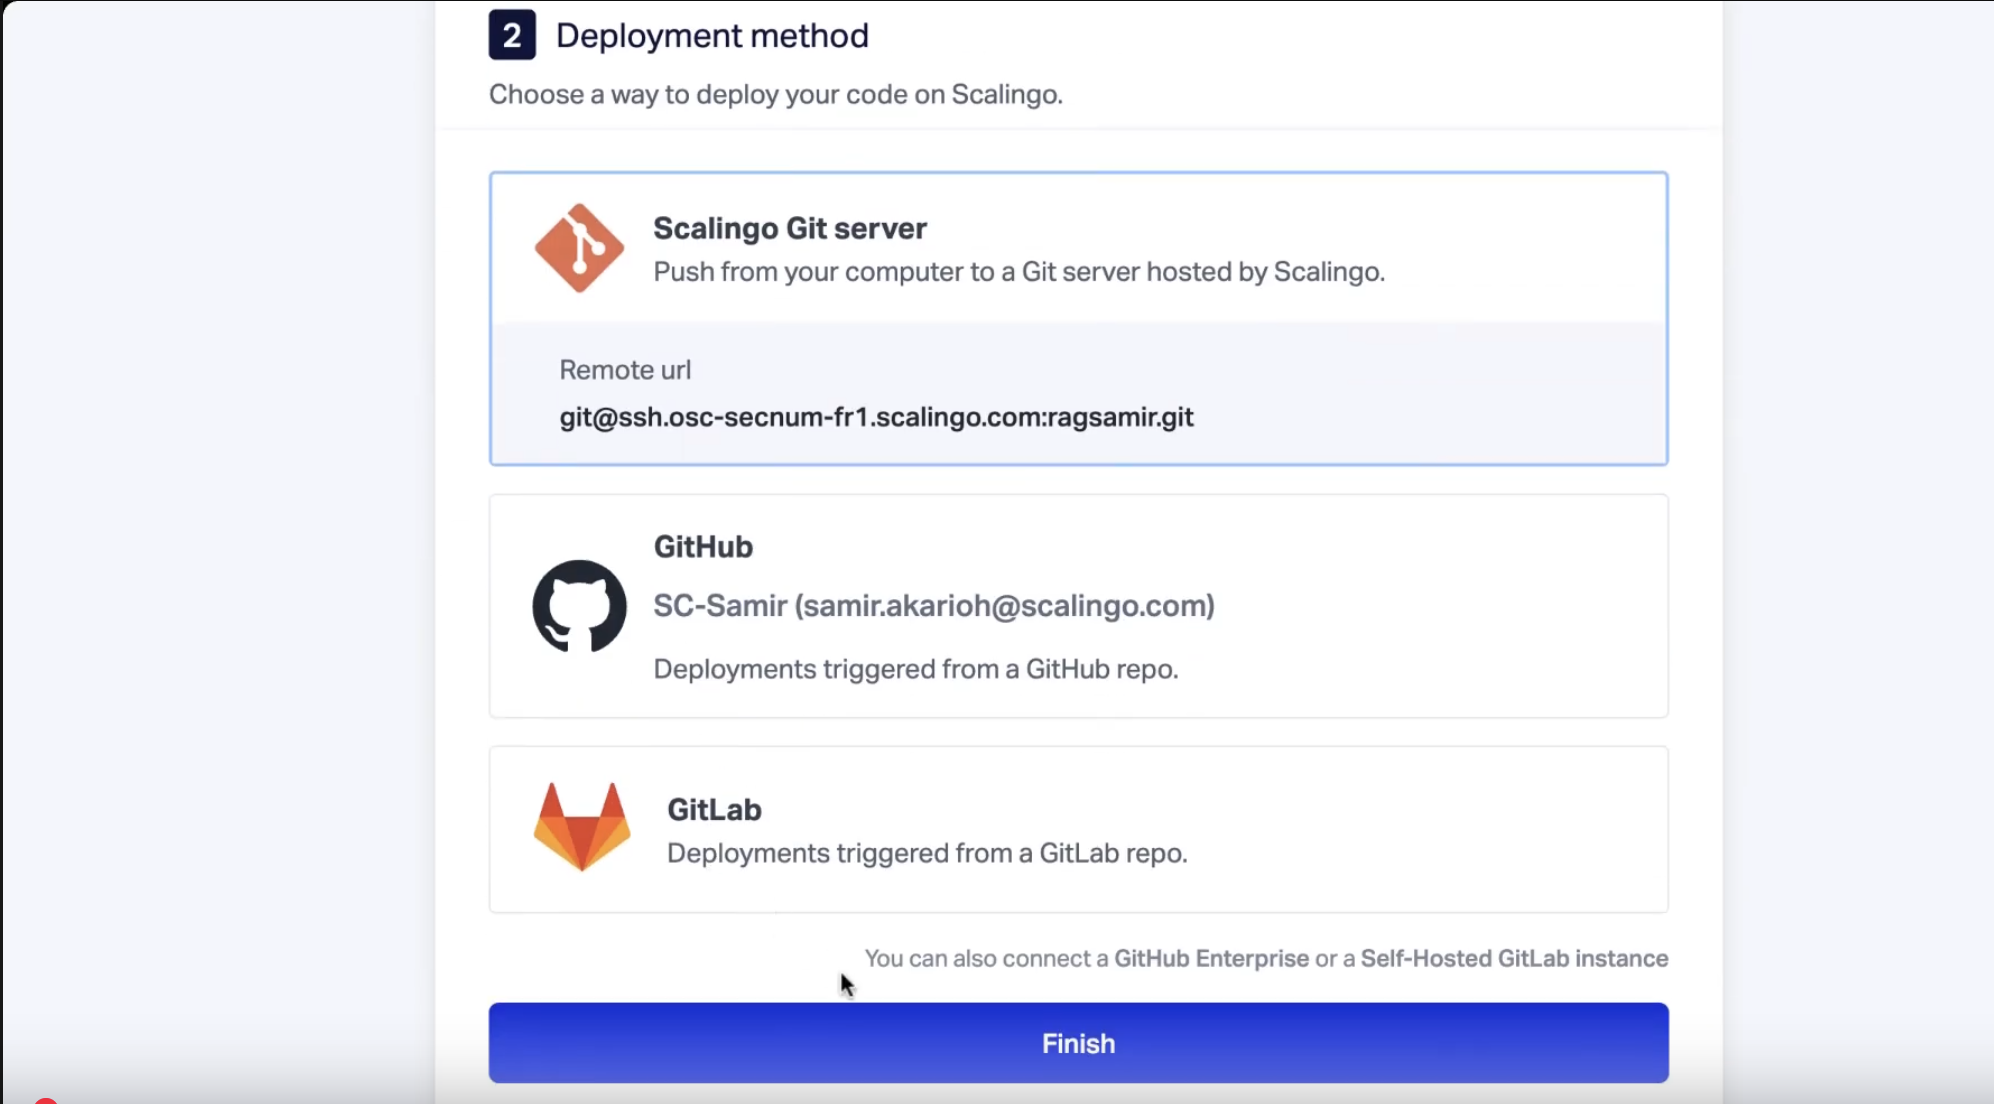 2 Deployment method
Choose a way to deploy your code on Scalingo.
Scalingo Git server
Push from your computer to a Git server hosted by Scalingo.
Remote url
git@ssh.osc-secnum-fr1.scalingo.com:ragsamir.git
GitHub
SC-Samir (samir.akarioh@scalingo.com)
Deployments triggered from a GitHub repo.
GitLab
Deployments triggered from a GitLab repo.
You can also connect a GitHub Enterprise or a Self-Hosted GitLab instance
Finish